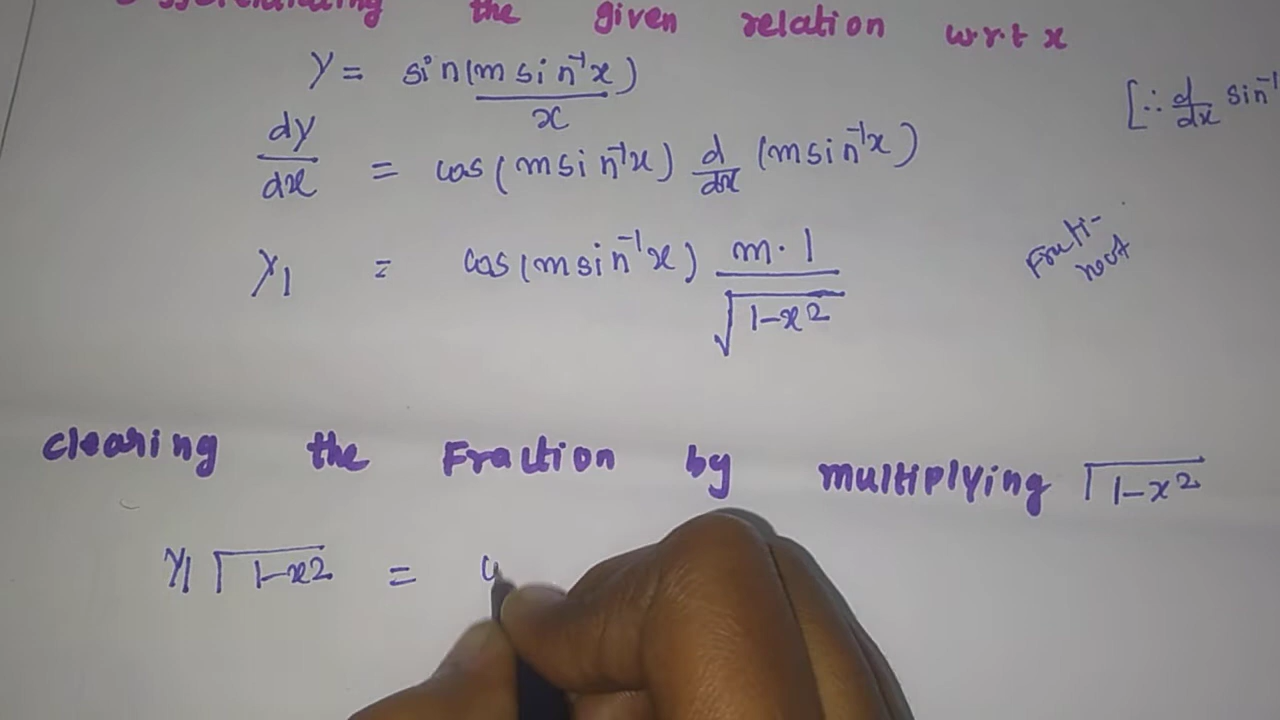 the given relation w.r.t x
y = sin(m sin⁻¹x)
x
dy/dx = cos(m sin⁻¹x) d/dx (m sin⁻¹x)
[∵ d/dx sin⁻¹
y₁ = cos(m sin⁻¹x) m·1/√1-x²
Fracti-
root
clearing the Fraction by multiplying √1-x²
y₁ √1-x² =